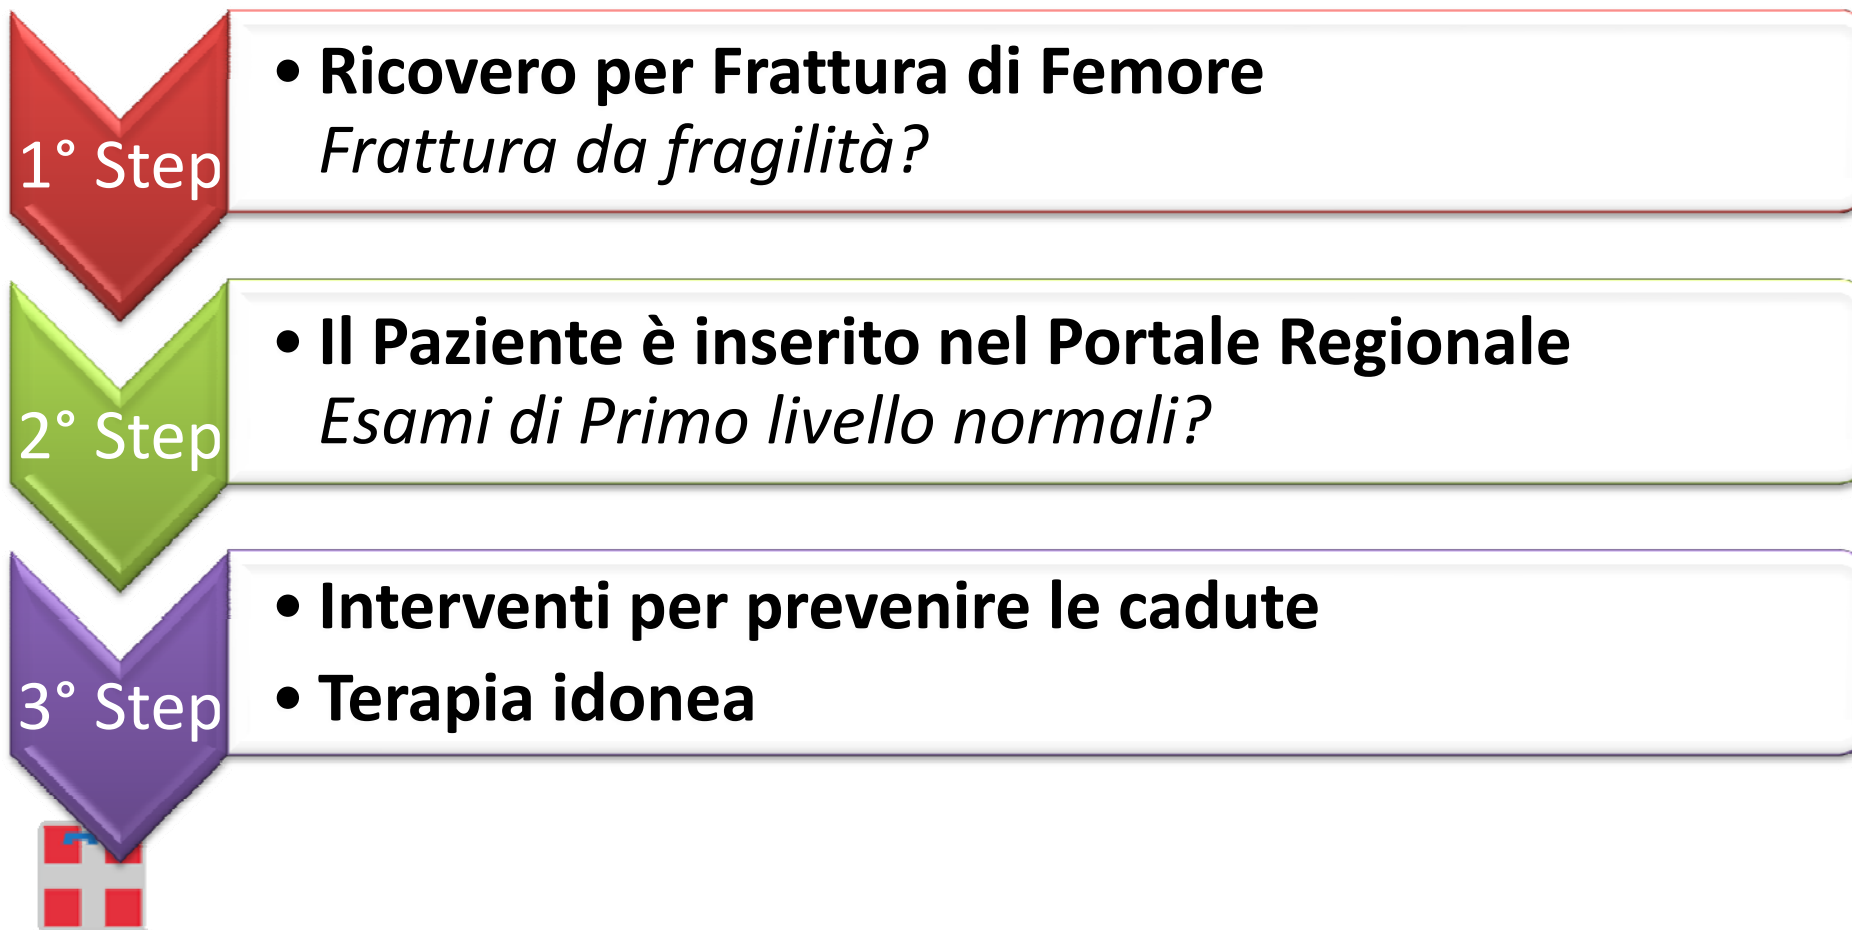 1° Step
• Ricovero per Frattura di Femore
Frattura da fragilità?
2° Step
• Il Paziente è inserito nel Portale Regionale
Esami di Primo livello normali?
3° Step
• Interventi per prevenire le cadute
• Terapia idonea